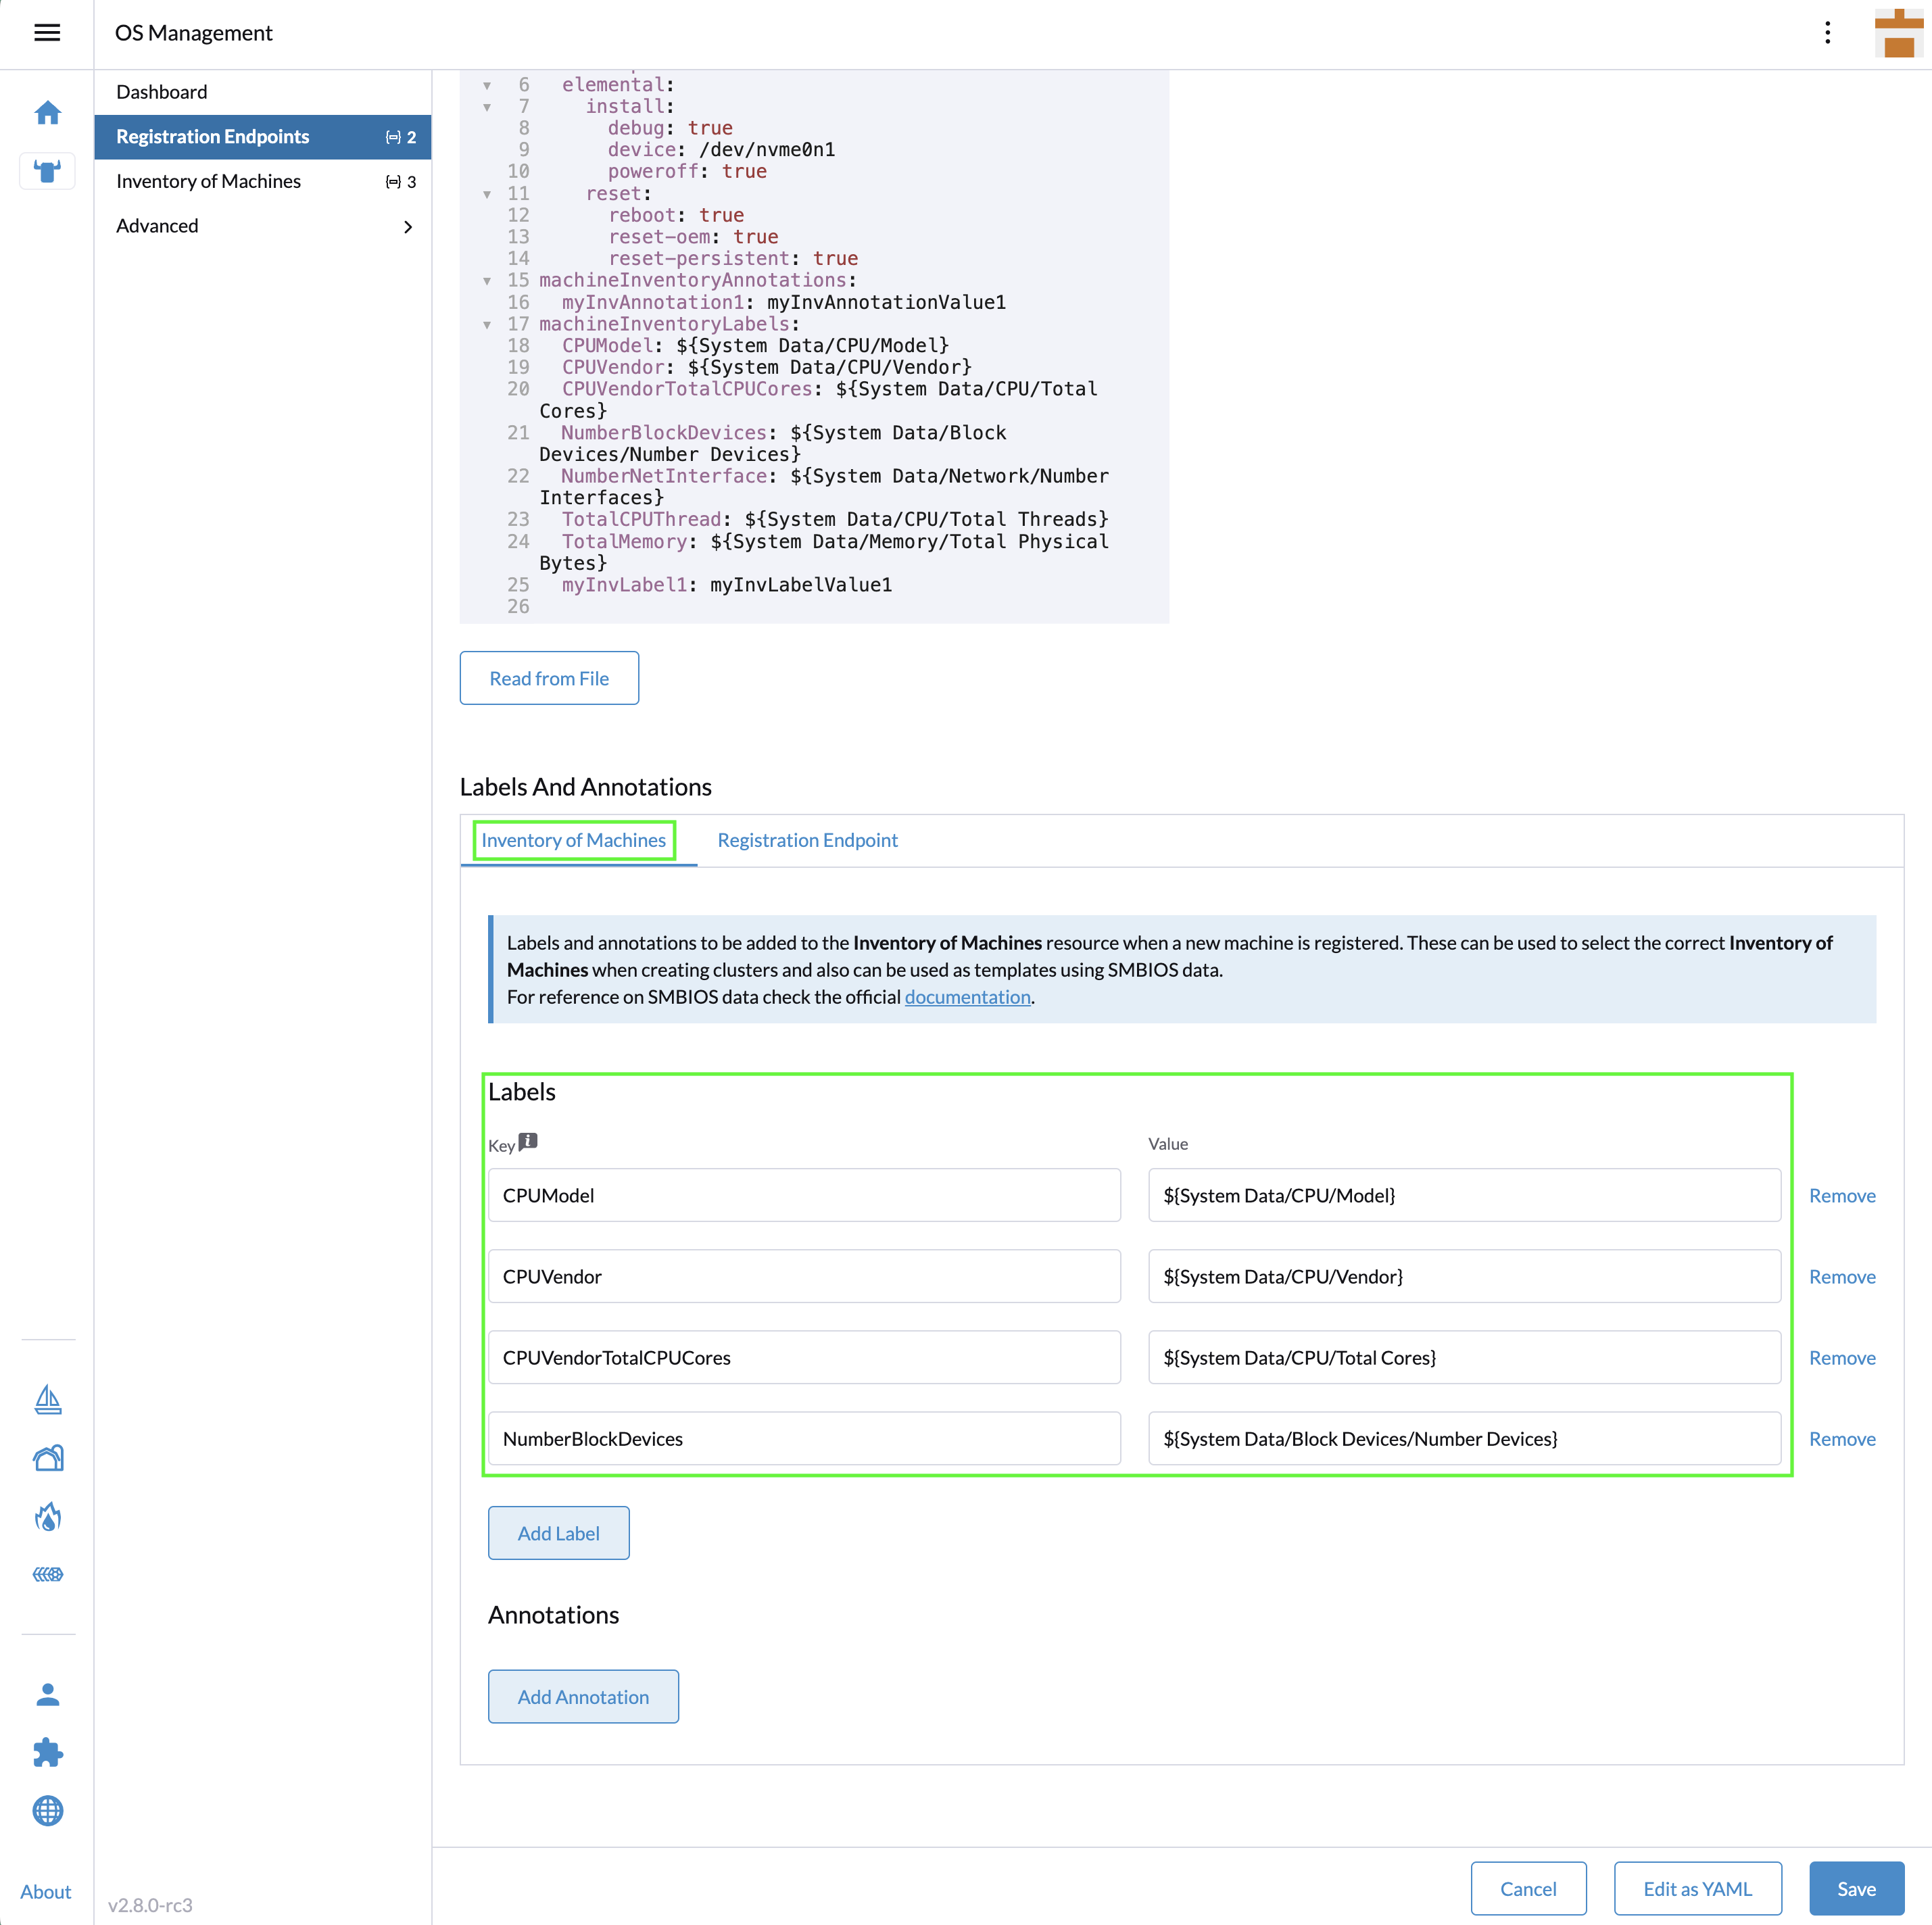 OS Management
Dashboard
Registration Endpoints 2
Inventory of Machines 3
Advanced
6 elemental:
7 install:
8 debug: true
9 device: /dev/nvme0n1
10 poweroff: true
11 reset:
12 reboot: true
13 reset-oem: true
14 reset-persistent: true
15 machineInventoryAnnotations:
16 myInvAnnotation1: myInvAnnotationValue1
17 machineInventoryLabels:
18 CPUModel: ${System Data/CPU/Model}
19 CPUVendor: ${System Data/CPU/Vendor}
20 CPUVendorTotalCPUCores: ${System Data/CPU/Total
Cores}
21 NumberBlockDevices: ${System Data/Block
Devices/Number Devices}
22 NumberNetInterface: ${System Data/Network/Number
Interfaces}
23 TotalCPUThread: ${System Data/CPU/Total Threads}
24 TotalMemory: ${System Data/Memory/Total Physical
Bytes}
25 myInvLabel1: myInvLabelValue1
26
Read from File
Labels And Annotations
Inventory of Machines Registration Endpoint
Labels and annotations to be added to the Inventory of Machines resource when a new machine is registered. These can be used to select the correct Inventory of
Machines when creating clusters and also can be used as templates using SMBIOS data.
For reference on SMBIOS data check the official documentation.
Labels
Key Value
CPUModel ${System Data/CPU/Model} Remove
CPUVendor ${System Data/CPU/Vendor} Remove
CPUVendorTotalCPUCores ${System Data/CPU/Total Cores} Remove
NumberBlockDevices ${System Data/Block Devices/Number Devices} Remove
Add Label
Annotations
Add Annotation
Cancel Edit as YAML Save
About
v2.8.0-rc3